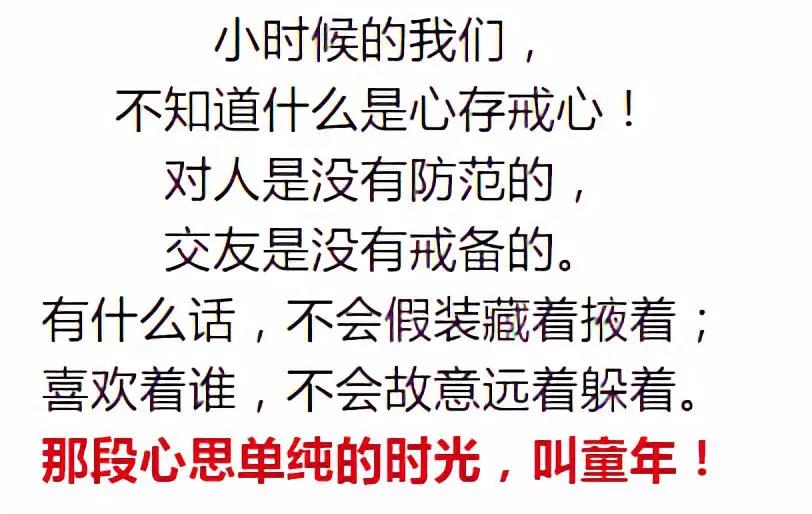 小时候的我们，
不知道什么是心存戒心！
对人是没有防范的，
交友是没有戒备的。
有什么话，不会假装藏着掖着；
喜欢着谁，不会故意远着躲着。
那段心思单纯的时光，叫童年！